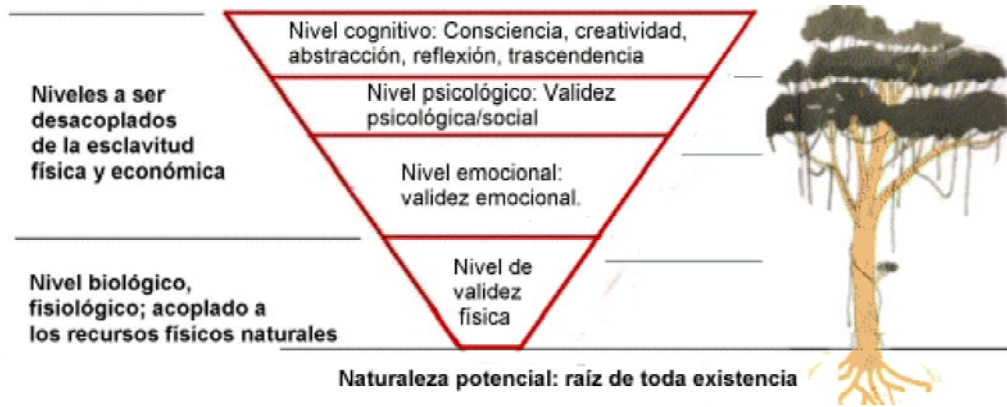 Nivel cognitivo: Consciencia, creatividad,
abstracción, reflexión, trascendencia
Nivel psicológico: Validez
psicológica/social
Nivel emocional:
validez emocional.
Nivel de
validez
física
Niveles a ser
desacoplados
de la esclavitud
física y económica
Nivel biológico,
fisiológico; acoplado a
los recursos físicos naturales
Naturaleza potencial: raíz de toda existencia